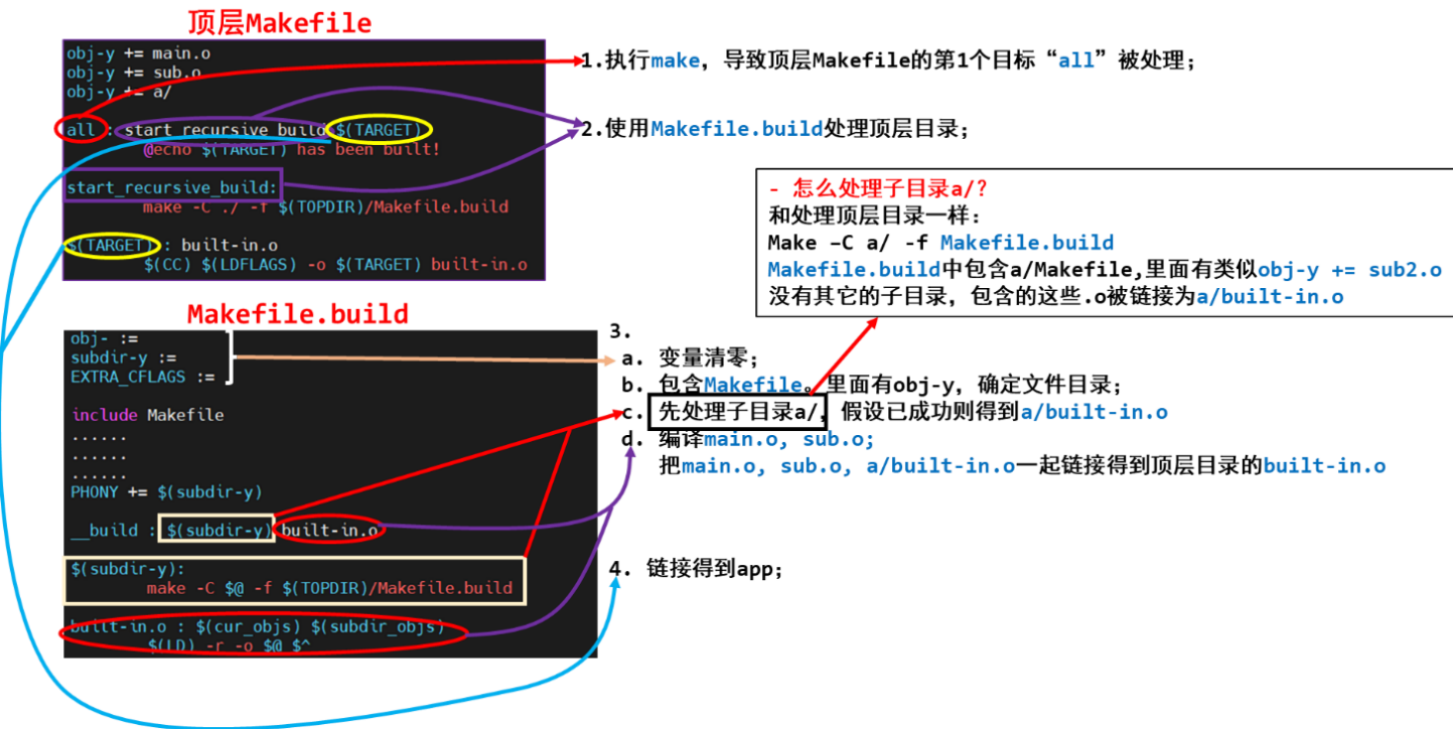 顶层Makefile
obj-y += main.o
obj-y += sub.o
obj-y += a/
all : start_recursive_build $(TARGET)
@echo $(TARGET) has been built!
start_recursive_build:
make -C ./ -f $(TOPDIR)/Makefile.build
$(TARGET) : built-in.o
$(CC) $(LDFLAGS) -o $(TARGET) built-in.o
1.执行make，导致顶层Makefile的第1个目标“all”被处理；
2.使用Makefile.build处理顶层目录；
- 怎么处理子目录a/?
和处理顶层目录一样：
Make –C a/ -f Makefile.build
Makefile.build中包含a/Makefile,里面有类似obj-y += sub2.o
没有其它的子目录，包含的这些.o被链接为a/built-in.o
Makefile.build
obj- :=
subdir-y :=
EXTRA_CFLAGS :=
include Makefile
......
......
......
PHONY += $(subdir-y)
__build : $(subdir-y) built-in.o
$(subdir-y):
make -C $@ -f $(TOPDIR)/Makefile.build
built-in.o : $(cur_objs) $(subdir_objs)
$(LD) -r -o $@ $^
3.
a. 变量清零；
b. 包含Makefile。里面有obj-y，确定文件目录；
c. 先处理子目录a/，假设已成功则得到a/built-in.o
d. 编译main.o, sub.o;
把main.o, sub.o, a/built-in.o一起链接得到顶层目录的built-in.o
4. 链接得到app；